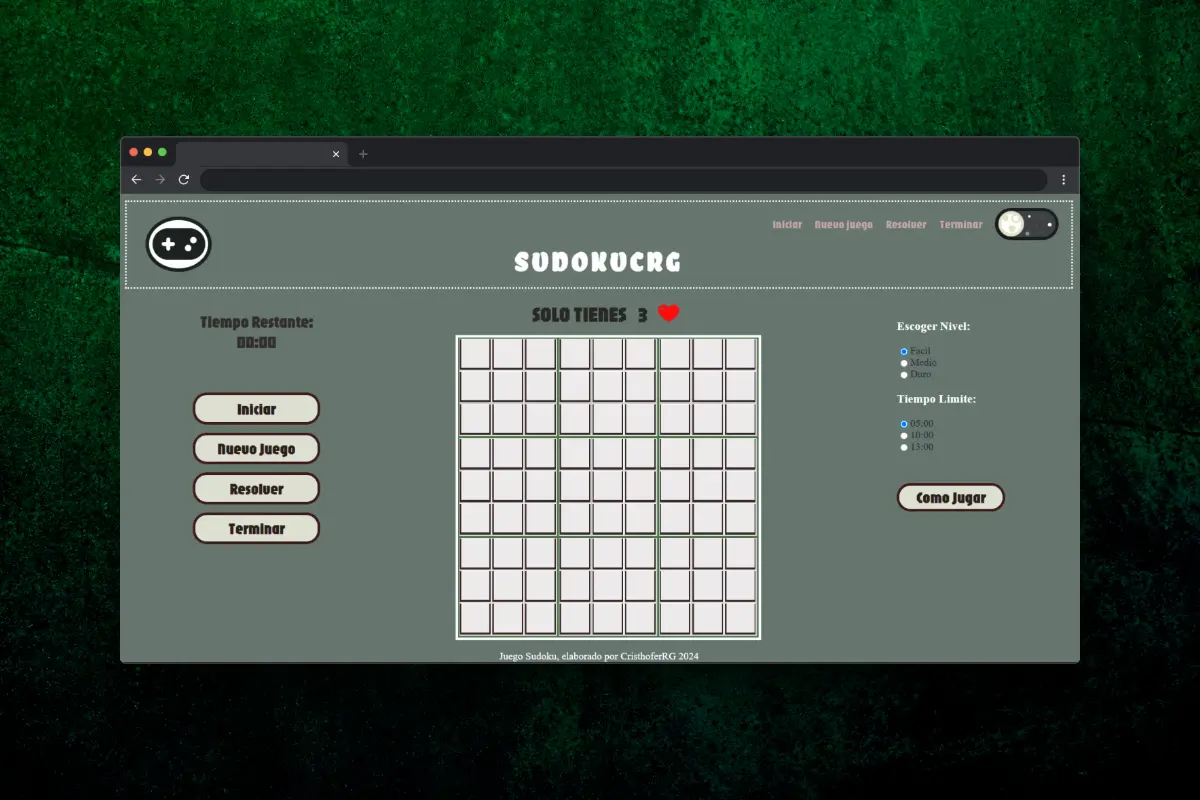 Iniciar Nuevo juego Resolver Terminar
SUDOKUCRG
Tiempo Restante:
00:00
Iniciar
Nuevo Juego
Resolver
Terminar
SOLO TIENES 3
Escoger Nivel:
Facil
Medio
Duro
Tiempo Limite:
05:00
10:00
13:00
Como Jugar
Juego Sudoku, elaborado por CristhoferRG 2024